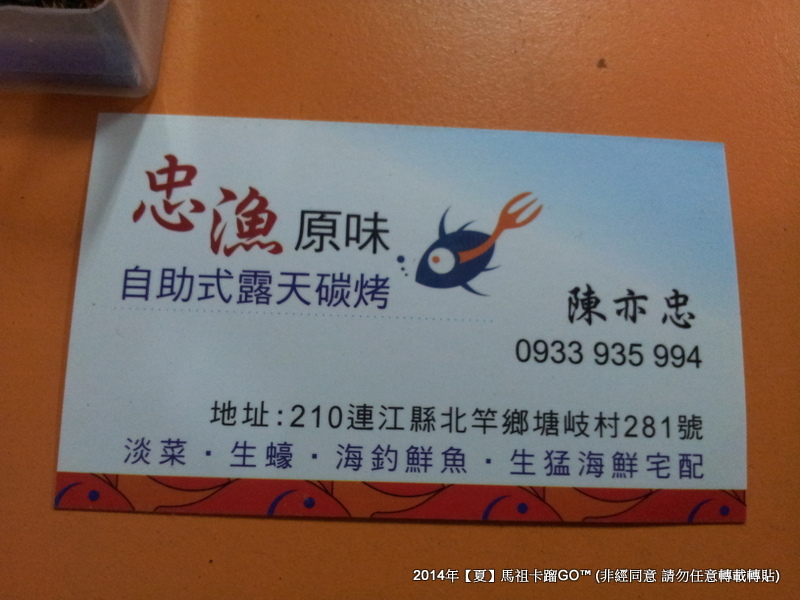 忠漁 原味
自助式露天碳烤
陳亦忠
0933 935 994
地址:210連江縣北竿鄉塘岐村281號
淡菜・生蠔・海釣鮮魚・生猛海鮮宅配
2014年【夏】馬祖卡蹓GO™ (非經同意 請勿任意轉載轉貼)